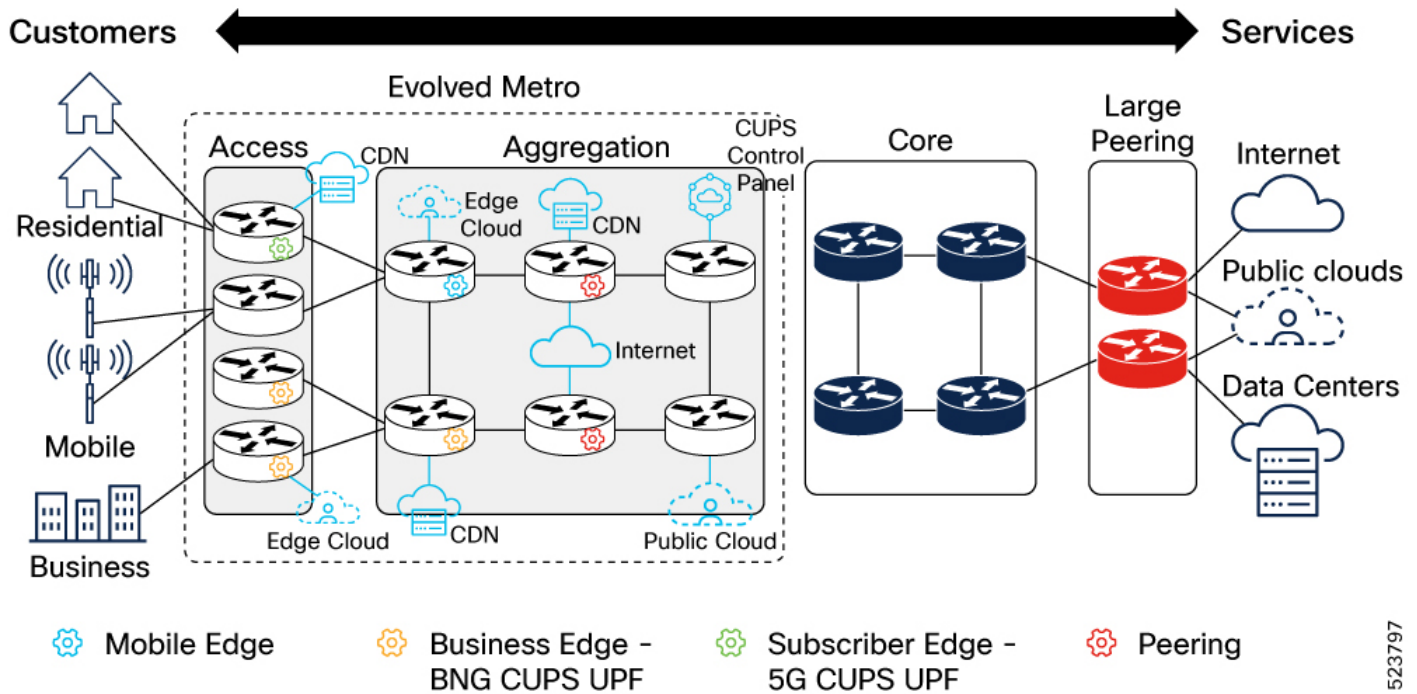 Customers
Services
Evolved Metro
Access
CDN
Aggregation
CUPS
Control
Panel
Core
Large
Peering
Internet
Edge
Cloud
CDN
Residential
Public clouds
Internet
Data Centers
Mobile
Edge Cloud
CDN
Public Cloud
Business
Mobile Edge
Business Edge –
BNG CUPS UPF
Subscriber Edge –
5G CUPS UPF
Peering
523797